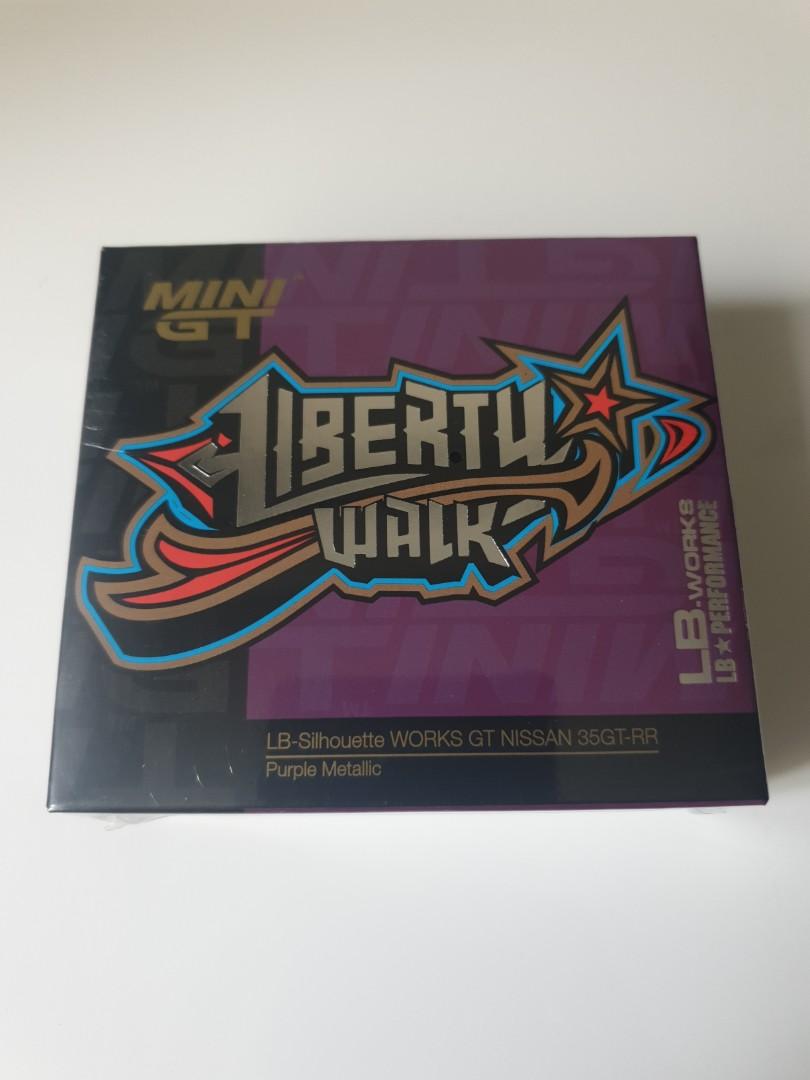 MINI
GT
LIBERTY
WALK
LB-WORKS
LB★PERFORMANCE
LB-Silhouette WORKS GT NISSAN 35GT-RR
Purple Metallic